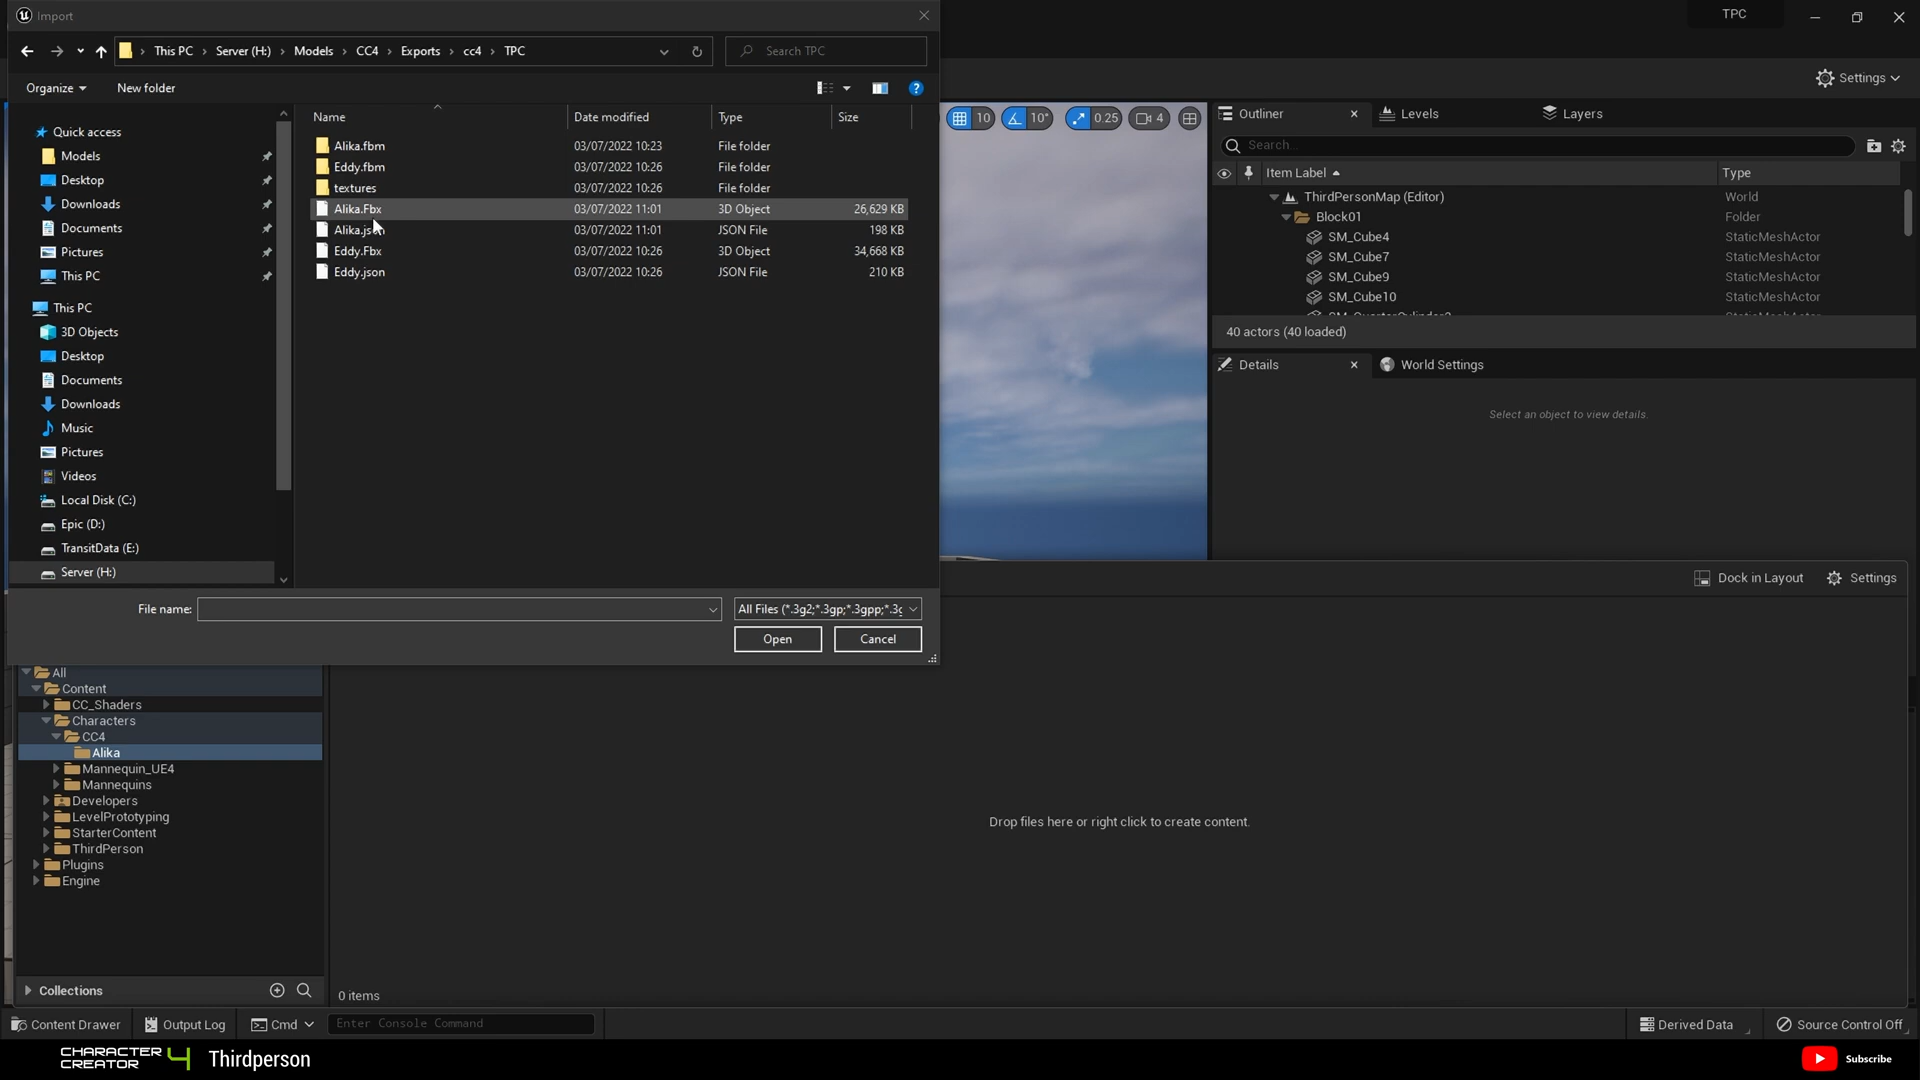 Import
TPC
This PC > Server (H:) > Models > CC4 > Exports > cc4 > TPC
Search TPC
Organize
New folder
Settings
Name
Date modified
Type
Size
Quick access
Models
Desktop
Downloads
Documents
Pictures
This PC
This PC
3D Objects
Desktop
Documents
Downloads
Music
Pictures
Videos
Local Disk (C:)
Epic (D:)
TransitData (E:)
Server (H:)
Alika.fbm 03/07/2022 10:23 File folder
Eddy.fbm 03/07/2022 10:26 File folder
textures 03/07/2022 10:26 File folder
Alika.Fbx 03/07/2022 11:01 3D Object 26,629 KB
Alika.json 03/07/2022 11:01 JSON File 198 KB
Eddy.Fbx 03/07/2022 10:26 3D Object 34,668 KB
Eddy.json 03/07/2022 10:26 JSON File 210 KB
File name:
All Files (*.3g2;*.3gp;*.3gpp;*.3g
Open
Cancel
10
10°
0.25
4
Outliner
Levels
Layers
Search...
Item Label
Type
ThirdPersonMap (Editor) World
Block01 Folder
SM_Cube4 StaticMeshActor
SM_Cube7 StaticMeshActor
SM_Cube9 StaticMeshActor
SM_Cube10 StaticMeshActor
40 actors (40 loaded)
Details
World Settings
Select an object to view details.
Dock in Layout
Settings
All
Content
CC_Shaders
Characters
CC4
Alika
Mannequin_UE4
Mannequins
Developers
LevelPrototyping
StarterContent
ThirdPerson
Plugins
Engine
Drop files here or right click to create content.
Collections
0 items
Content Drawer
Output Log
Cmd
Enter Console Command
Derived Data
Source Control Off
CHARACTER
CREATOR 4
Thirdperson
Subscribe